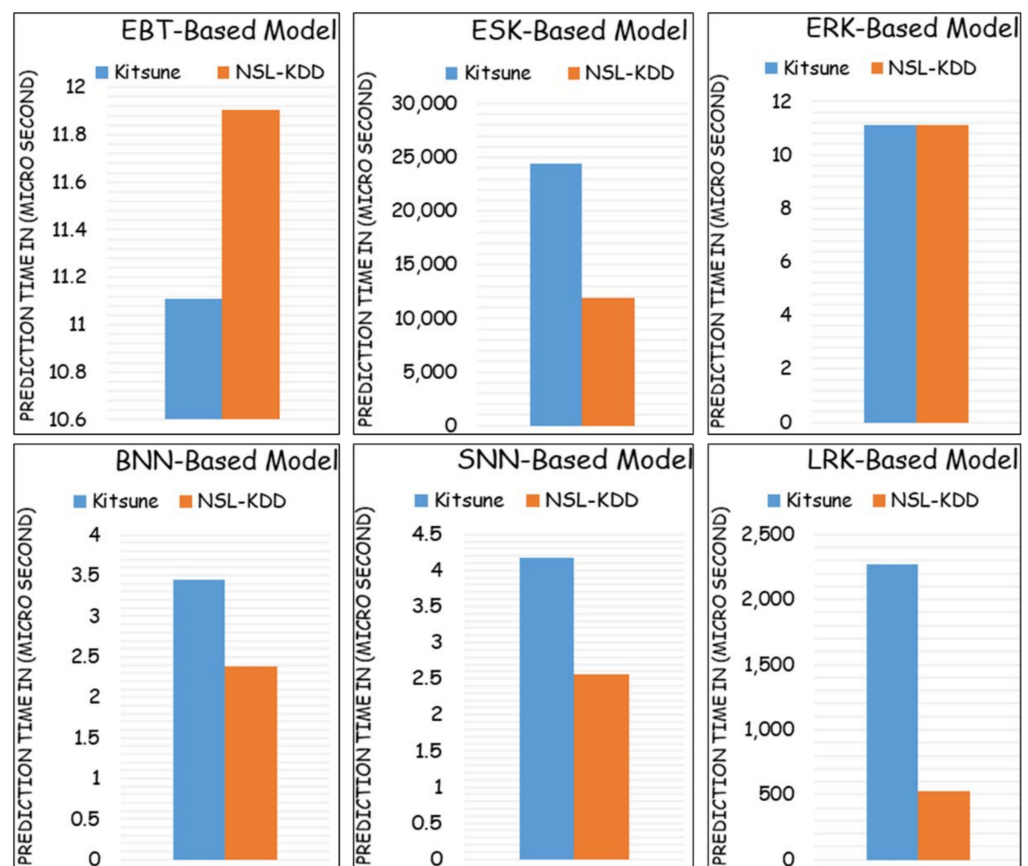 EBT-Based Model
Kitsune NSL-KDD
PREDICTION TIME IN (MICRO SECOND)
12
11.8
11.6
11.4
11.2
11
10.8
10.6
ESK-Based Model
Kitsune NSL-KDD
PREDICTION TIME IN (MICRO SECOND)
30,000
25,000
20,000
15,000
10,000
5,000
0
ERK-Based Model
Kitsune NSL-KDD
PREDICTION TIME IN (MICRO SECOND)
12
10
8
6
4
2
0
BNN-Based Model
Kitsune NSL-KDD
PREDICTION TIME IN (MICRO SECOND)
4
3.5
3
2.5
2
1.5
1
0.5
0
SNN-Based Model
Kitsune NSL-KDD
PREDICTION TIME IN (MICRO SECOND)
4.5
4
3.5
3
2.5
2
1.5
1
0.5
0
LRK-Based Model
Kitsune NSL-KDD
PREDICTION TIME IN (MICRO SECOND)
2,500
2,000
1,500
1,000
500
0